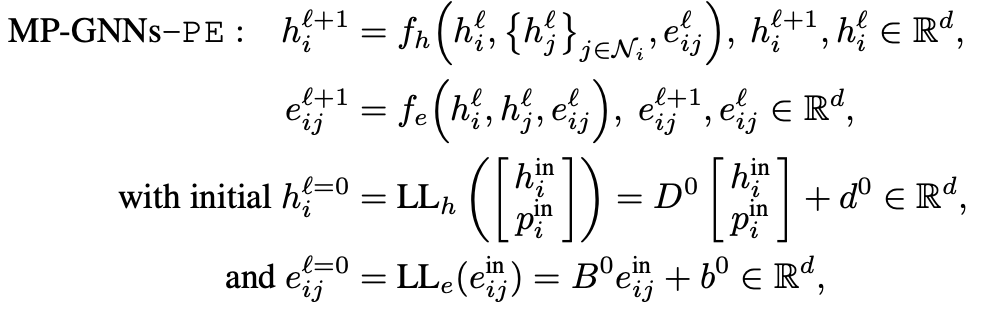 MP-GNNs–PE : h_i^{ℓ+1} = f_h( h_i^ℓ, {h_j^ℓ}_{j∈𝒩_i}, e_{ij}^ℓ ), h_i^{ℓ+1}, h_i^ℓ ∈ ℝ^d,
e_{ij}^{ℓ+1} = f_e( h_i^ℓ, h_j^ℓ, e_{ij}^ℓ ), e_{ij}^{ℓ+1}, e_{ij}^ℓ ∈ ℝ^d,
with initial h_i^{ℓ=0} = LL_h( [ h_i^{in} p_i^{in} ] ) = D^0 [ h_i^{in} p_i^{in} ] + d^0 ∈ ℝ^d,
and e_{ij}^{ℓ=0} = LL_e(e_{ij}^{in}) = B^0 e_{ij}^{in} + b^0 ∈ ℝ^d,